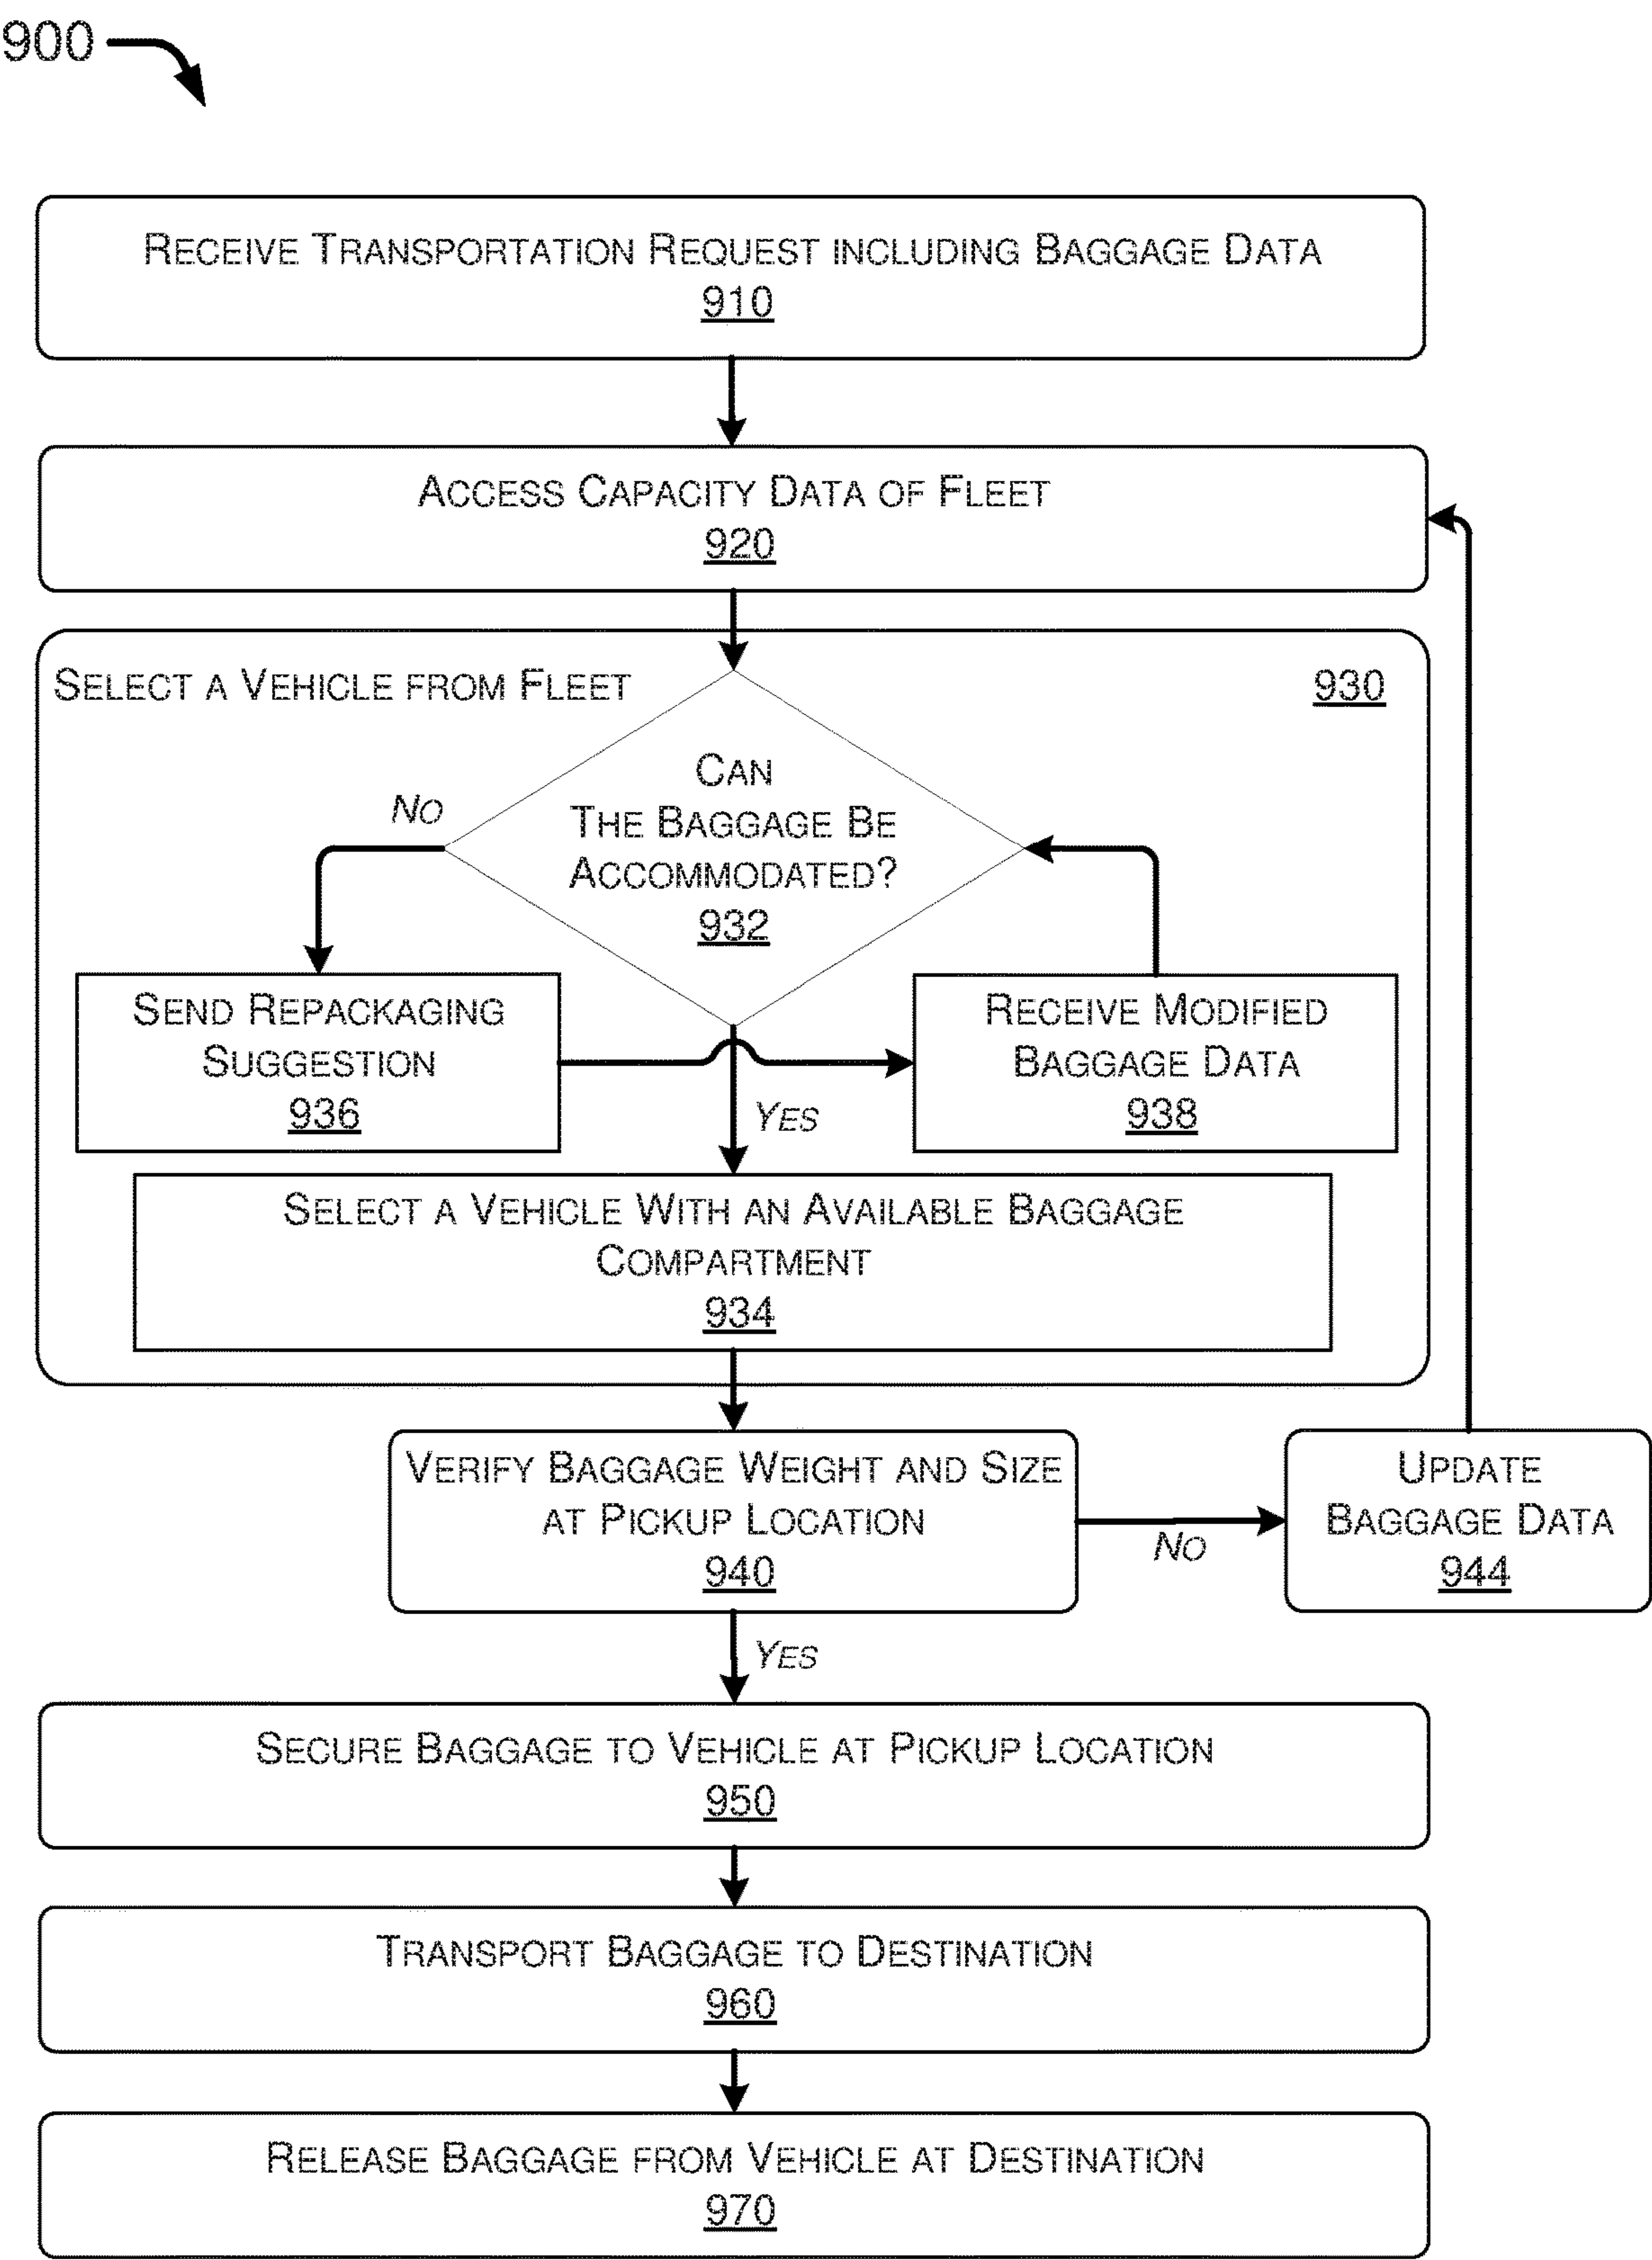 900
RECEIVE TRANSPORTATION REQUEST INCLUDING BAGGAGE DATA
910
ACCESS CAPACITY DATA OF FLEET
920
SELECT A VEHICLE FROM FLEET
930
CAN
THE BAGGAGE BE
ACCOMMODATED?
932
NO
SEND REPACKAGING
SUGGESTION
936
RECEIVE MODIFIED
BAGGAGE DATA
938
YES
SELECT A VEHICLE WITH AN AVAILABLE BAGGAGE
COMPARTMENT
934
VERIFY BAGGAGE WEIGHT AND SIZE
AT PICKUP LOCATION
940
NO
UPDATE
BAGGAGE DATA
944
YES
SECURE BAGGAGE TO VEHICLE AT PICKUP LOCATION
950
TRANSPORT BAGGAGE TO DESTINATION
960
RELEASE BAGGAGE FROM VEHICLE AT DESTINATION
970